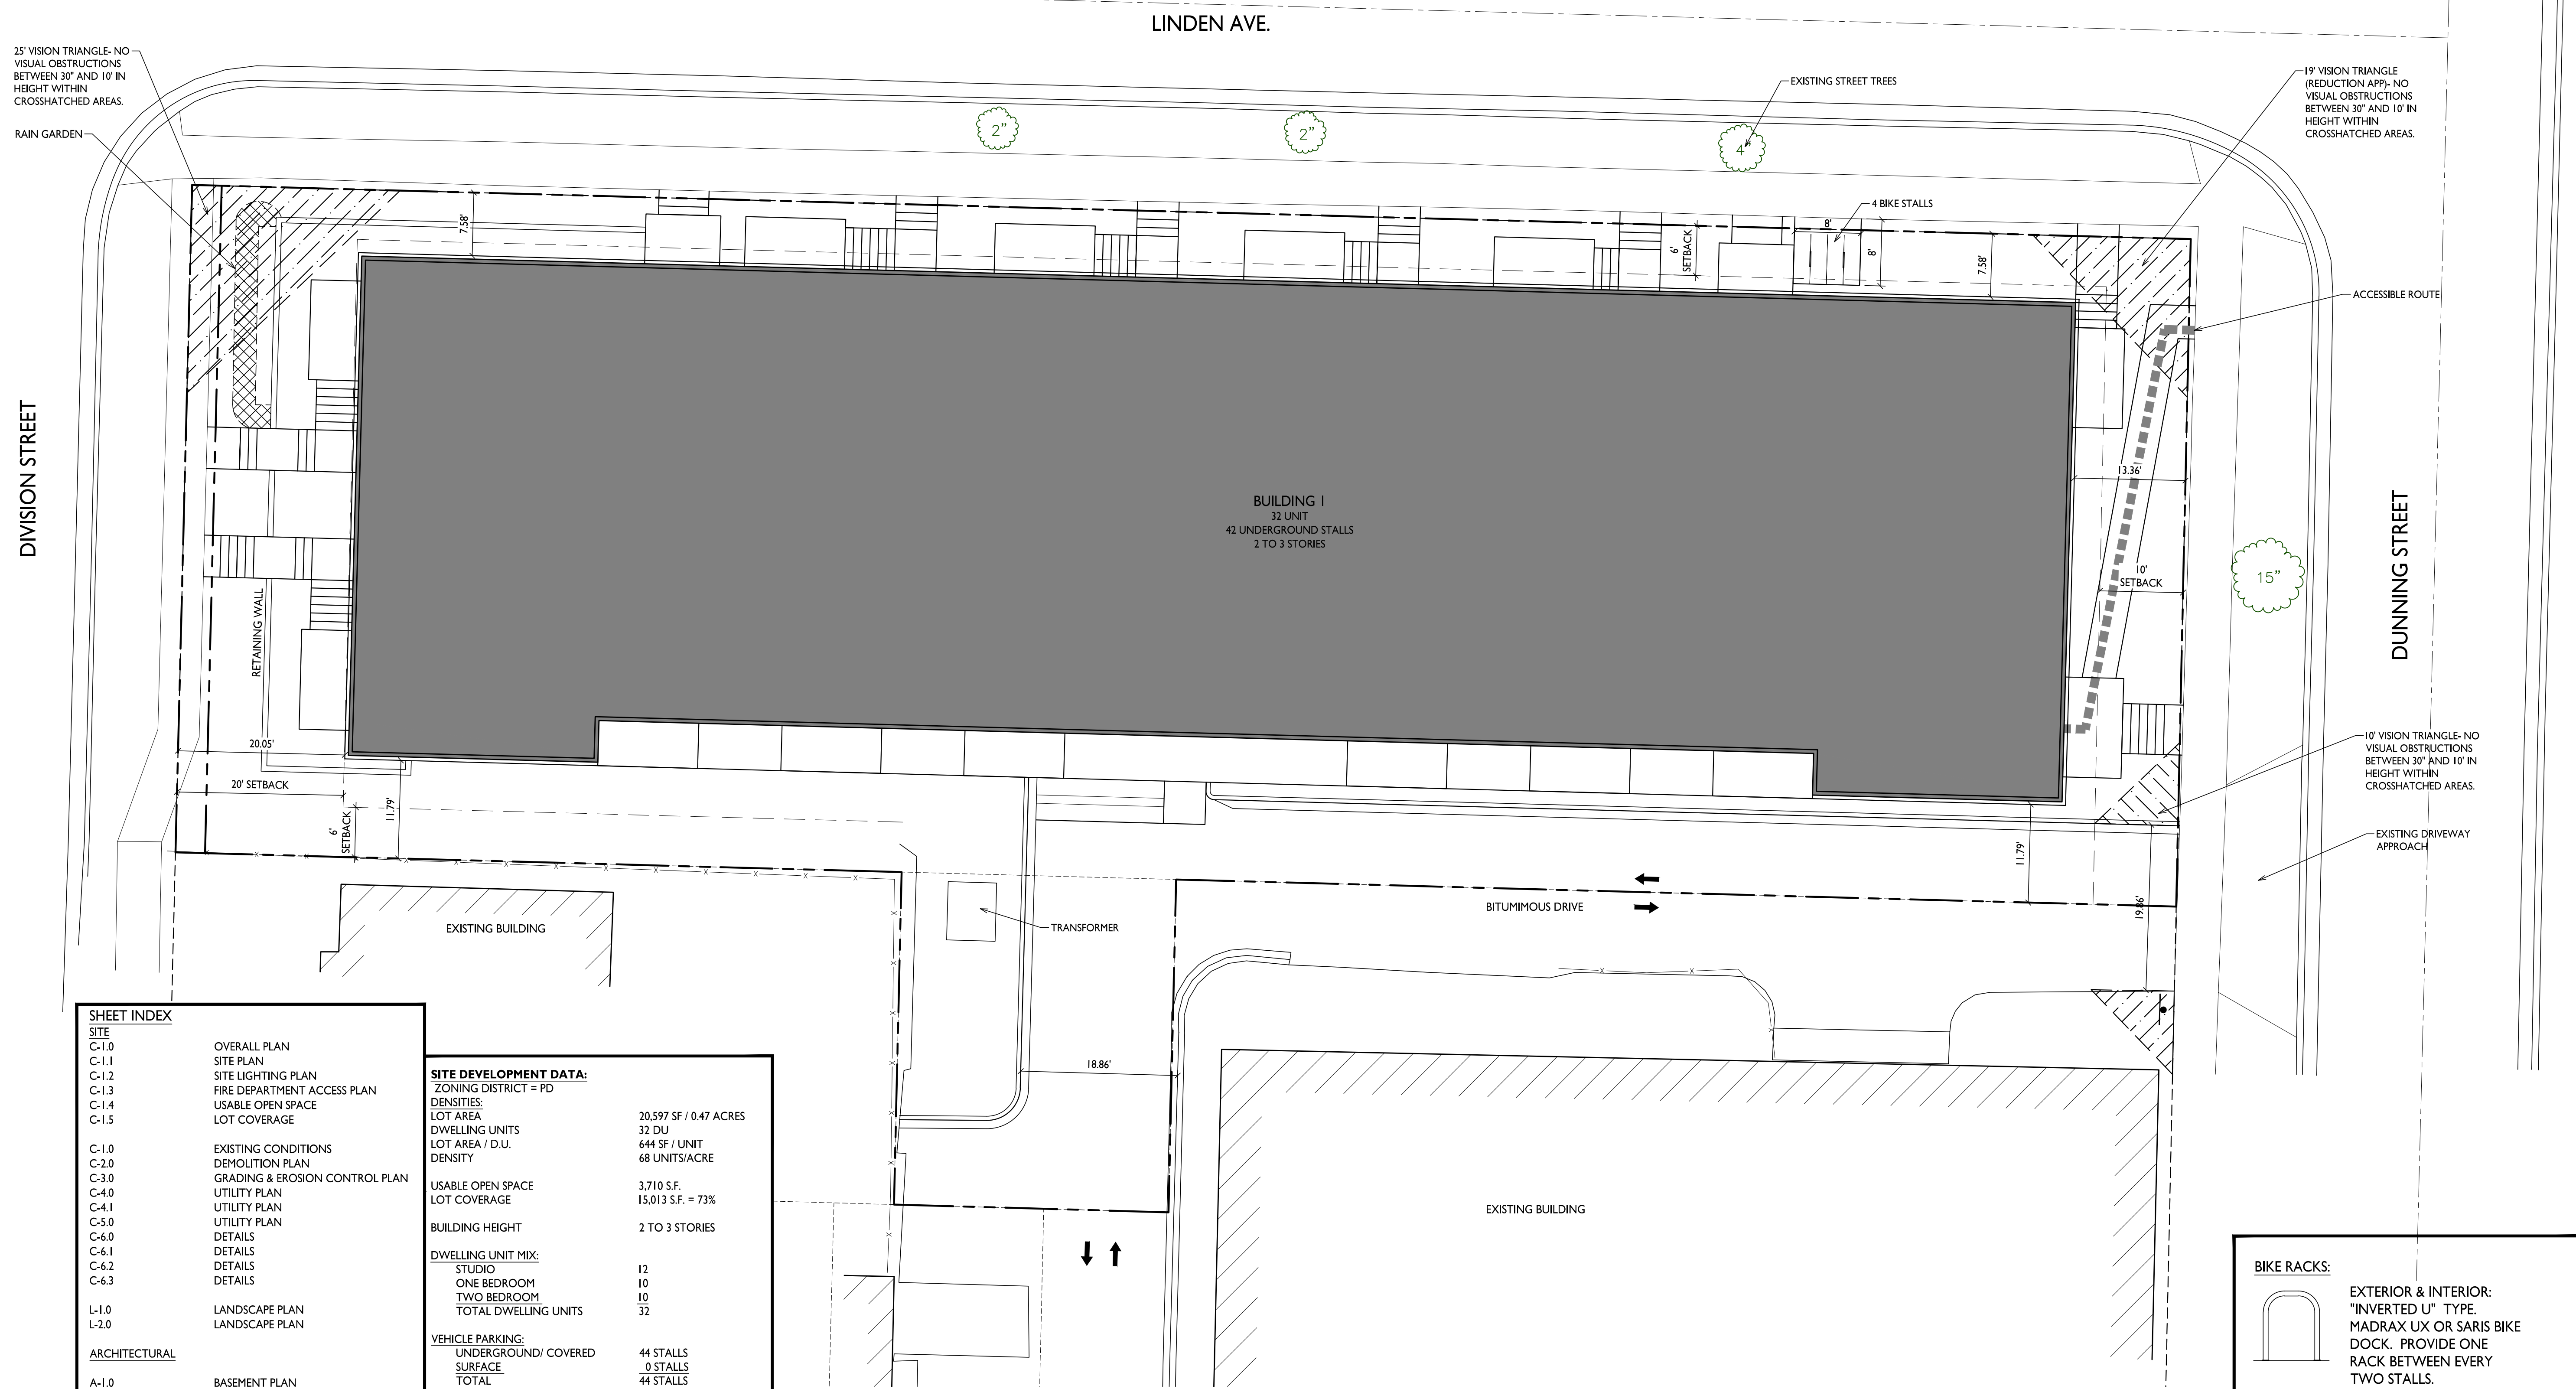 LINDEN AVE.
25' VISION TRIANGLE- NO
VISUAL OBSTRUCTIONS
BETWEEN 30" AND 10' IN
HEIGHT WITHIN
CROSSHATCHED AREAS.
RAIN GARDEN
2"
2"
4"
EXISTING STREET TREES
19' VISION TRIANGLE
(REDUCTION APP)- NO
VISUAL OBSTRUCTIONS
BETWEEN 30" AND 10' IN
HEIGHT WITHIN
CROSSHATCHED AREAS.
4 BIKE STALLS
7.58'
6'
SETBACK
8'
8'
7.58'
ACCESSIBLE ROUTE
DIVISION STREET
BUILDING 1
32 UNIT
42 UNDERGROUND STALLS
2 TO 3 STORIES
13.36'
10'
SETBACK
15"
DUNNING STREET
RETAINING WALL
20.05'
20' SETBACK
6'
SETBACK
11.79'
10' VISION TRIANGLE- NO
VISUAL OBSTRUCTIONS
BETWEEN 30" AND 10' IN
HEIGHT WITHIN
CROSSHATCHED AREAS.
EXISTING DRIVEWAY
APPROACH
11.79'
19.86'
BITUMIMOUS DRIVE
EXISTING BUILDING
TRANSFORMER
18.86'
EXISTING BUILDING
SHEET INDEX
SITE
C-1.0 OVERALL PLAN
C-1.1 SITE PLAN
C-1.2 SITE LIGHTING PLAN
C-1.3 FIRE DEPARTMENT ACCESS PLAN
C-1.4 USABLE OPEN SPACE
C-1.5 LOT COVERAGE
C-1.0 EXISTING CONDITIONS
C-2.0 DEMOLITION PLAN
C-3.0 GRADING & EROSION CONTROL PLAN
C-4.0 UTILITY PLAN
C-4.1 UTILITY PLAN
C-5.0 UTILITY PLAN
C-6.0 DETAILS
C-6.1 DETAILS
C-6.2 DETAILS
C-6.3 DETAILS
L-1.0 LANDSCAPE PLAN
L-2.0 LANDSCAPE PLAN
ARCHITECTURAL
A-1.0 BASEMENT PLAN
SITE DEVELOPMENT DATA:
ZONING DISTRICT = PD
DENSITIES:
LOT AREA 20,597 SF / 0.47 ACRES
DWELLING UNITS 32 DU
LOT AREA / D.U. 644 SF / UNIT
DENSITY 68 UNITS/ACRE
USABLE OPEN SPACE 3,710 S.F.
LOT COVERAGE 15,013 S.F. = 73%
BUILDING HEIGHT 2 TO 3 STORIES
DWELLING UNIT MIX:
STUDIO 12
ONE BEDROOM 10
TWO BEDROOM 10
TOTAL DWELLING UNITS 32
VEHICLE PARKING:
UNDERGROUND/ COVERED 44 STALLS
SURFACE 0 STALLS
TOTAL 44 STALLS
BIKE RACKS:
EXTERIOR & INTERIOR:
"INVERTED U" TYPE.
MADRAX UX OR SARIS BIKE
DOCK. PROVIDE ONE
RACK BETWEEN EVERY
TWO STALLS.